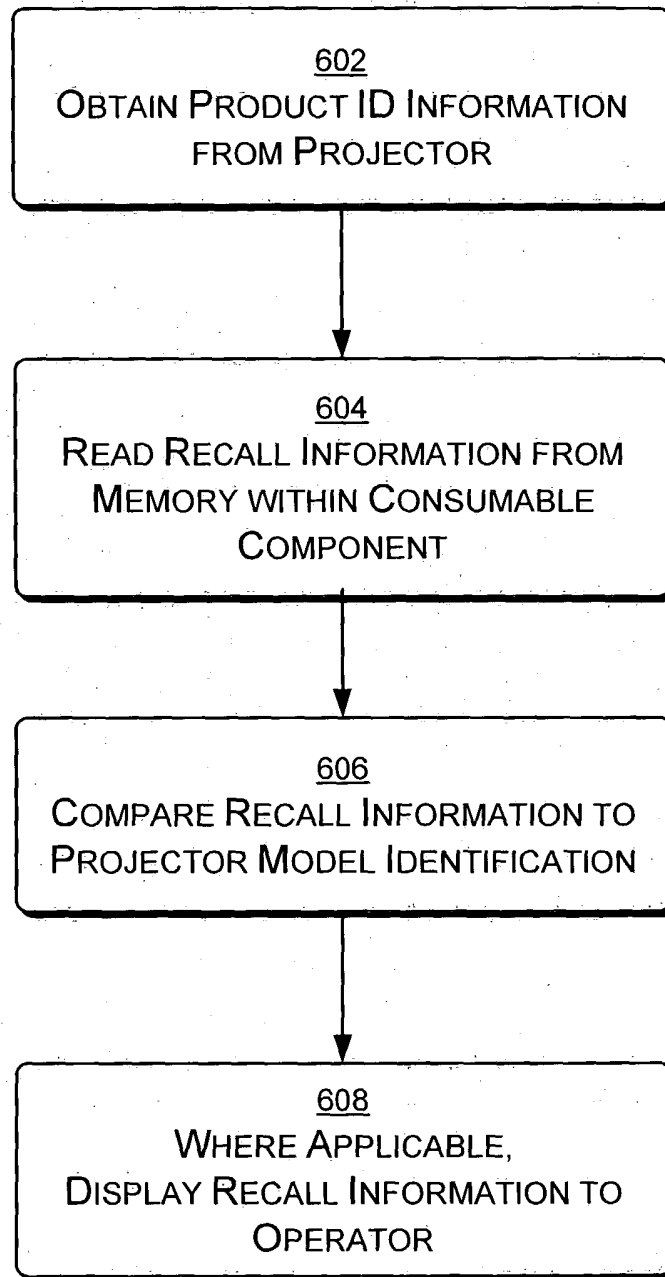 602
OBTAIN PRODUCT ID INFORMATION
FROM PROJECTOR
604
READ RECALL INFORMATION FROM
MEMORY WITHIN CONSUMABLE
COMPONENT
606
COMPARE RECALL INFORMATION TO
PROJECTOR MODEL IDENTIFICATION
608
WHERE APPLICABLE,
DISPLAY RECALL INFORMATION TO
OPERATOR